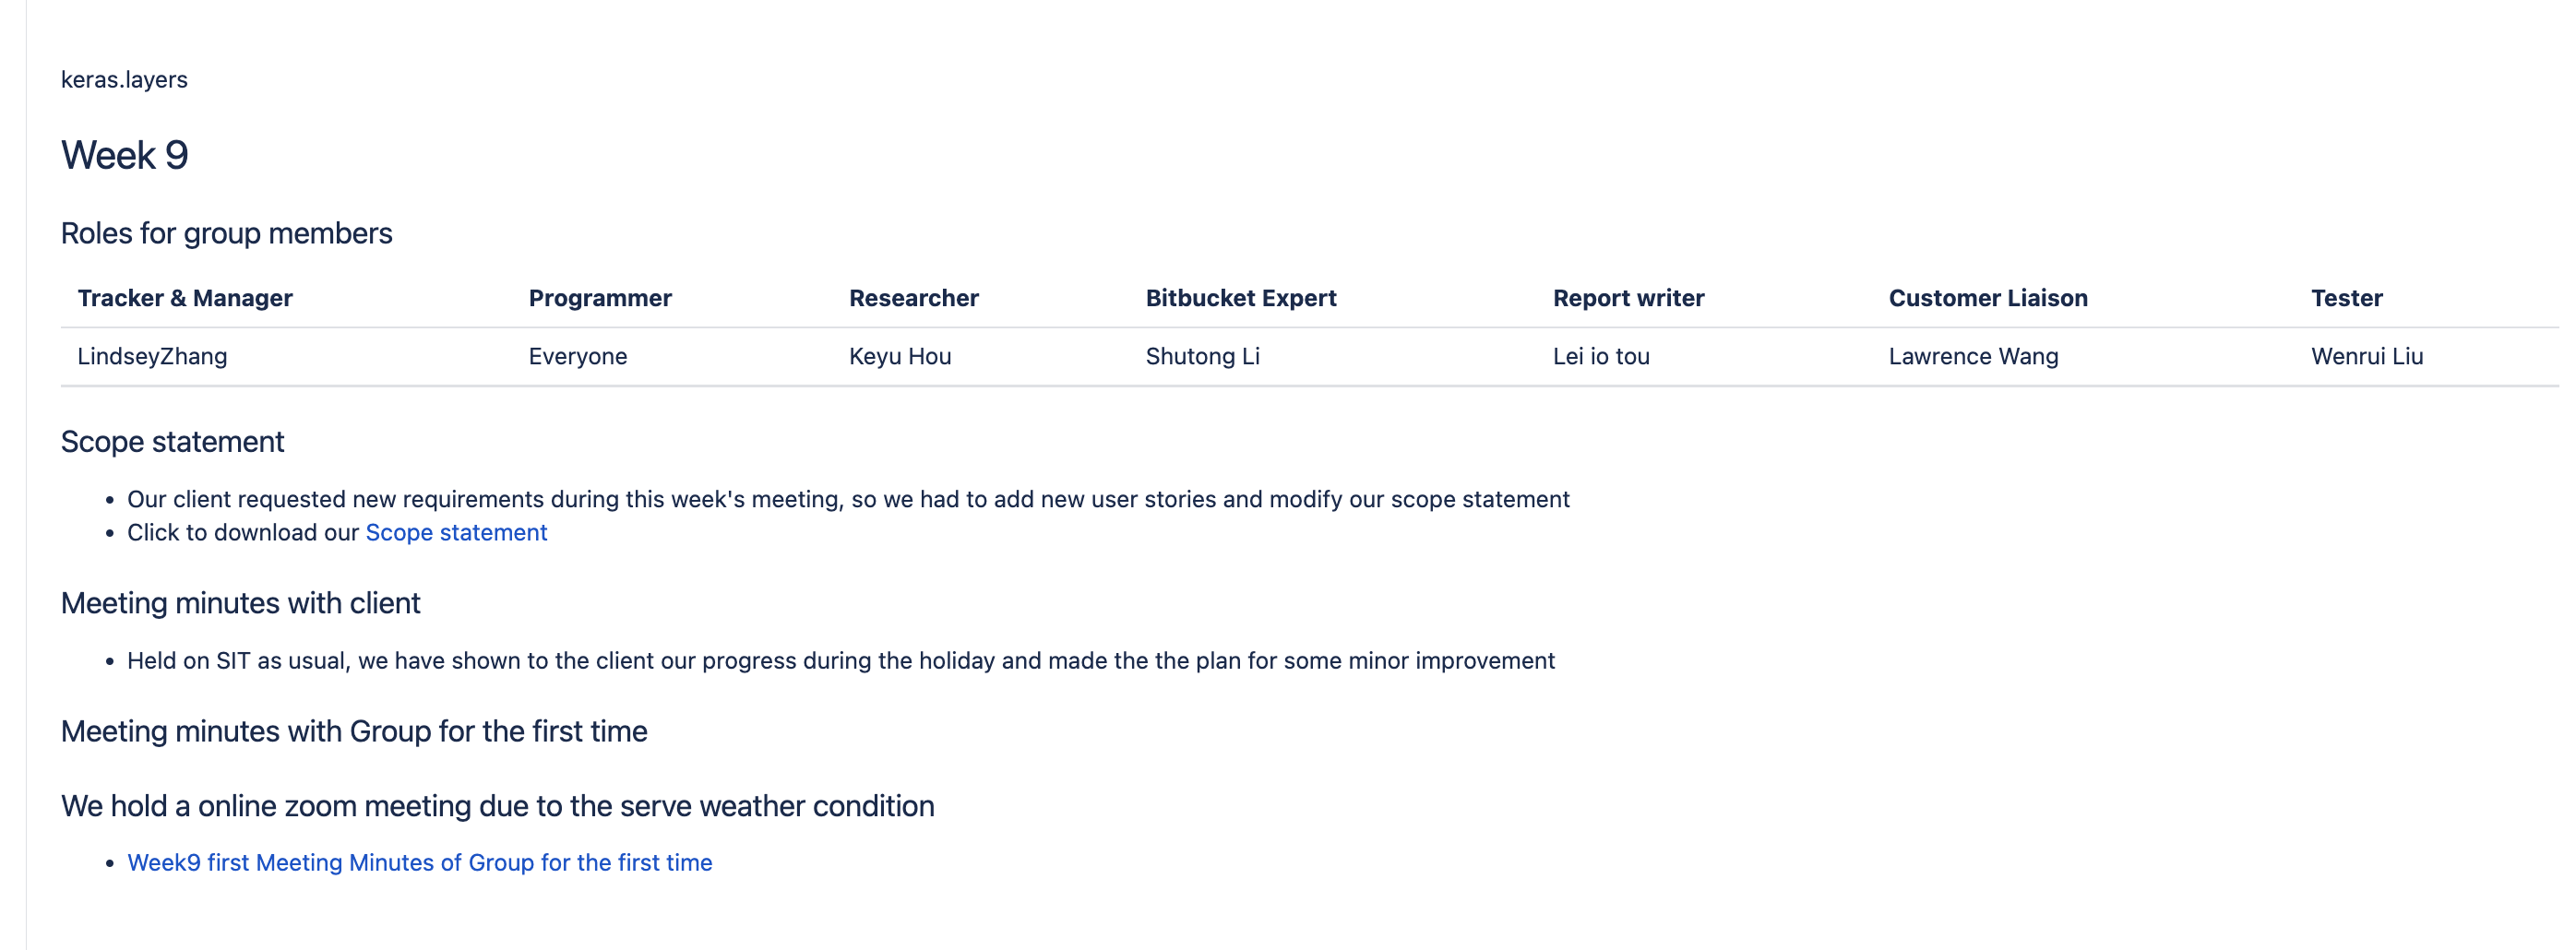 keras.layers
Week 9
Roles for group members
Tracker & Manager Programmer Researcher Bitbucket Expert Report writer Customer Liaison Tester
LindseyZhang Everyone Keyu Hou Shutong Li Lei io tou Lawrence Wang Wenrui Liu
Scope statement
• Our client requested new requirements during this week's meeting, so we had to add new user stories and modify our scope statement
• Click to download our Scope statement
Meeting minutes with client
• Held on SIT as usual, we have shown to the client our progress during the holiday and made the the plan for some minor improvement
Meeting minutes with Group for the first time
We hold a online zoom meeting due to the serve weather condition
• Week9 first Meeting Minutes of Group for the first time